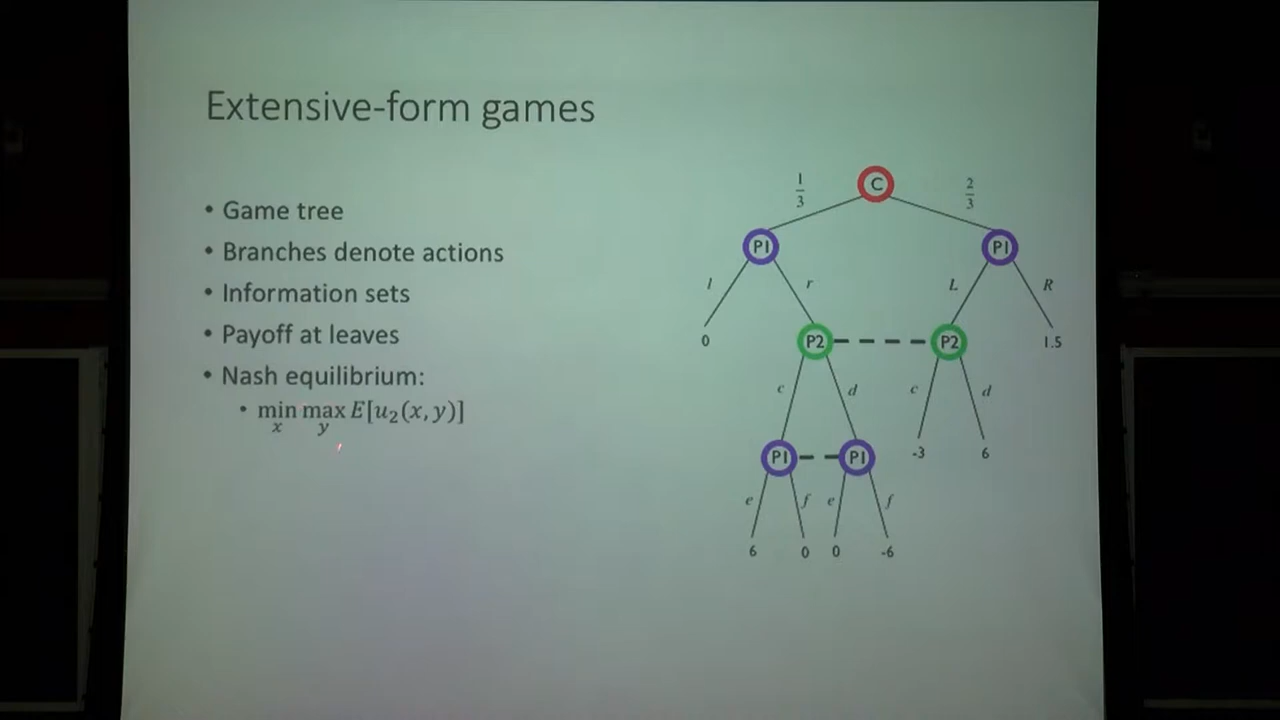 Extensive-form games
• Game tree
• Branches denote actions
• Information sets
• Payoff at leaves
• Nash equilibrium:
• min max E[u₂(x, y)]
x y
C
1/3 2/3
P1 P1
l r L R
0 P2 P2 1.5
c d c d
P1 P1 -3 6
e f e f
6 0 0 -6